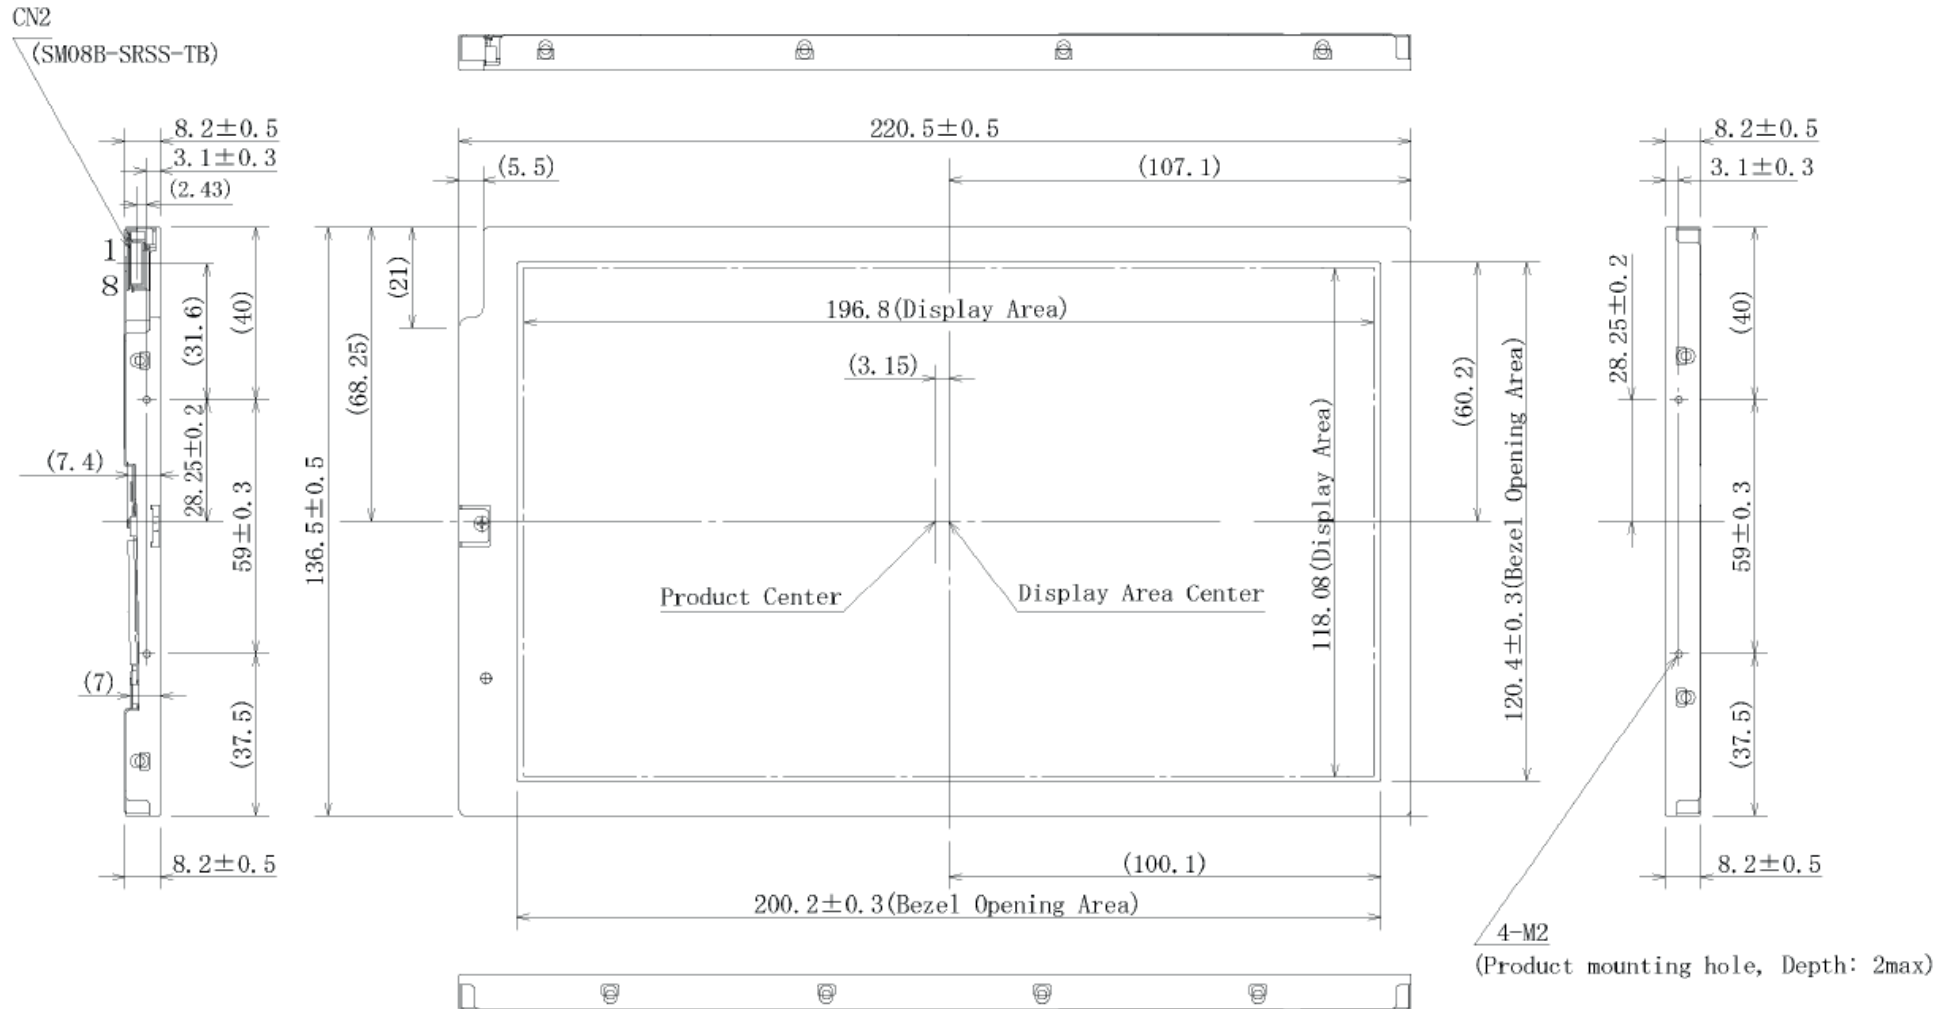 CN2
(SM08B-SRSS-TB)
8.2±0.5
220.5±0.5
8.2±0.5
3.1±0.3
(5.5)
(107.1)
3.1±0.3
(2.43)
1
8
(31.6)
(40)
(68.25)
(21)
196.8(Display Area)
(3.15)
(60.2)
28.25±0.2
(40)
(7.4)
28.25±0.2
59±0.3
136.5±0.5
118.08(Display Area)
120.4±0.3(Bezel Opening Area)
59±0.3
Product Center
Display Area Center
(7)
(37.5)
(37.5)
8.2±0.5
(100.1)
8.2±0.5
200.2±0.3(Bezel Opening Area)
4-M2
(Product mounting hole, Depth: 2max)